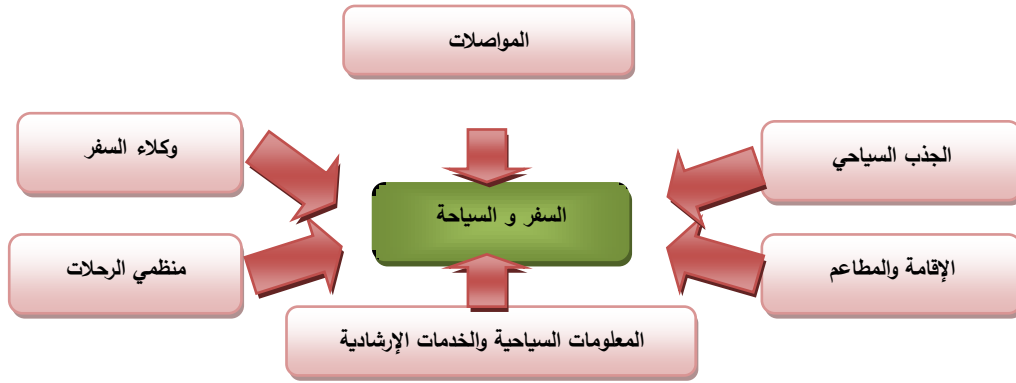 المواصلات
الجذب السياحي
وكلاء السفر
السفر و السياحة
الإقامة والمطاعم
منظمي الرحلات
المعلومات السياحية والخدمات الإرشادية